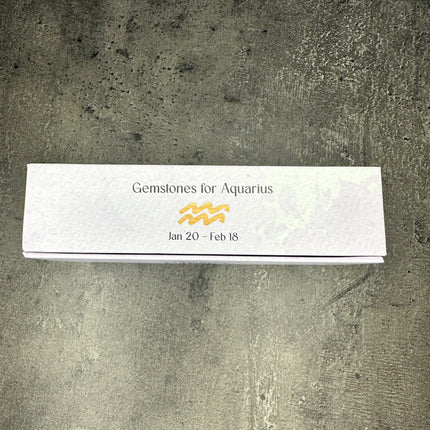 Gemstones for Aquarius
Jan 20 – Feb 18